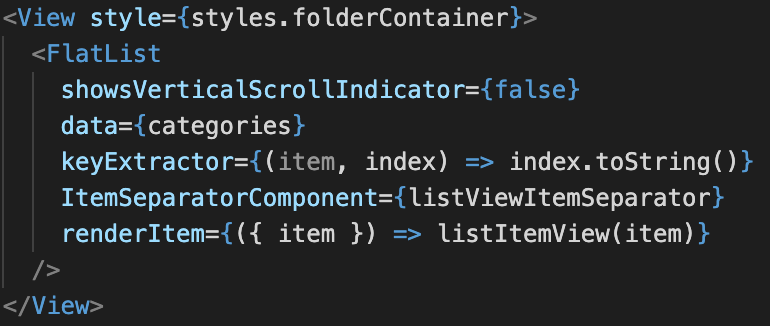 <View style={styles.folderContainer}>
<FlatList
showsVerticalScrollIndicator={false}
data={categories}
keyExtractor={(item, index) => index.toString()}
ItemSeparatorComponent={listViewItemSeparator}
renderItem={({ item }) => listItemView(item)}
/>
</View>